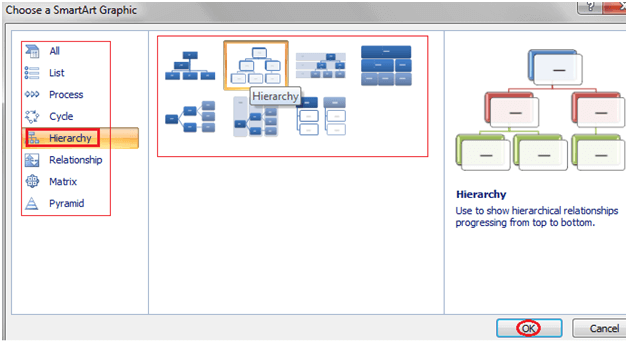 Choose a SmartArt Graphic
?
All
List
Process
Cycle
Hierarchy
Relationship
Matrix
Pyramid
Hierarchy
Hierarchy
Use to show hierarchical relationships
progressing from top to bottom.
OK
Cancel